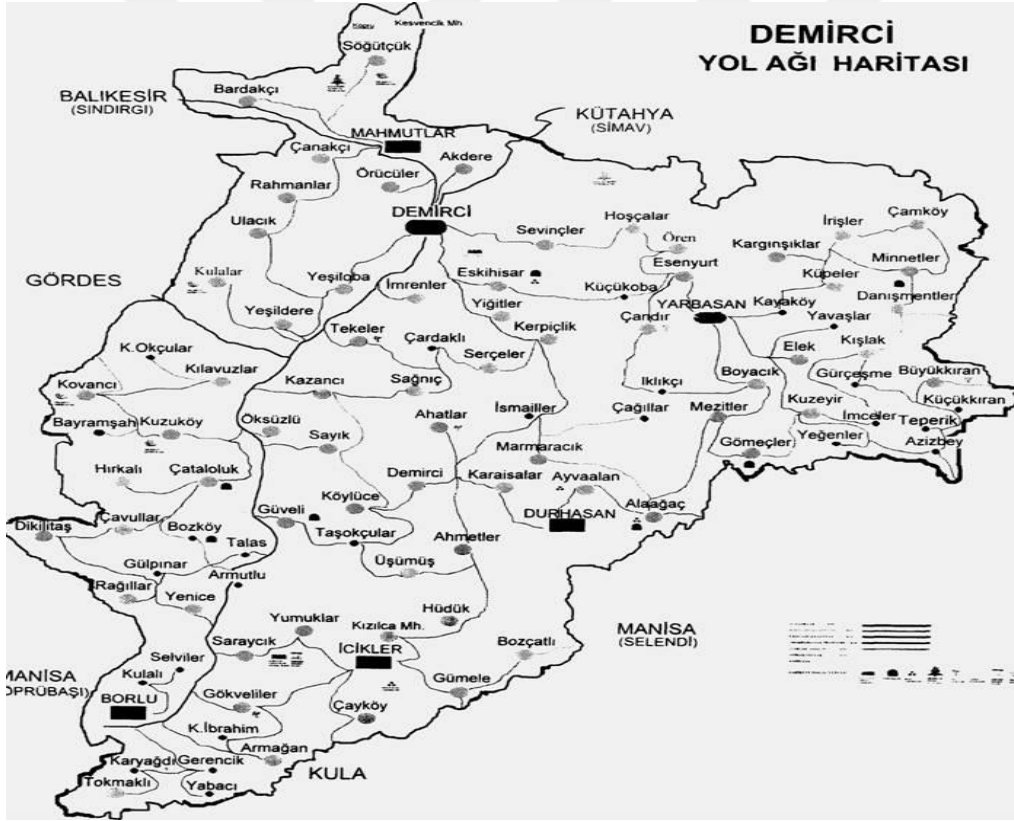 Kesvencik Mh
DEMİRCİ
YOL AĞI HARİTASI
Söğütçük
Bardakçı
BALIKESİR
(SINDIRGI)
KÜTAHYA
(SİMAV)
MAHMUTLAR
Çanakçı
Akdere
Örücüler
Rahmanlar
DEMİRCİ
Ulacık
Sevinçler
Hoşçalar
Ören
İrişler
Çamköy
Kargınşıklar
Minnetler
GÖRDES
Kulalar
Yeşiloba
Eskihisar
Esenyurt
Küpeler
İmrenler
Yiğitler
Küçükoba
YARBASAN
Kayaköy
Danışmentler
Yeşildere
Tekeler
Kerpiçlik
Çandır
Yavaşlar
Çardaklı
Serçeler
Elek
Kışlak
K.Okçular
Kılavuzlar
Kazancı
Sağnıç
Boyacık
Gürçeşme
Büyükkıran
Kovancı
İklıkçı
Küçükkıran
Bayramşah
Kuzuköy
Öksüzlü
Ahatlar
İsmailler
Çağıllar
Mezitler
Kuzeyir
İmceler
Teperik
Sayık
Marmaracık
Gömeçler
Yeğenler
Azizbey
Hırkalı
Çataloluk
Demirci
Karaisalar
Ayvaalan
Köylüce
Alaağaç
Güveli
DURHASAN
Dikilitaş
Çavullar
Bozköy
Talas
Taşokçular
Ahmetler
Üşümüş
Gülpınar
Armutlu
Rağıllar
Yenice
Hüdük
Yumuklar
Kızılca Mh.
MANİSA
(SELENDİ)
Saraycık
İCİKLER
Bozçatlı
Selviler
MANİSA
OPRÜBAŞI)
Kulalı
BORLU
Gökveliler
Gümele
Çayköy
K.İbrahim
Armağan
Karyağdı
Gerencik
KULA
Tokmaklı
Yabacı